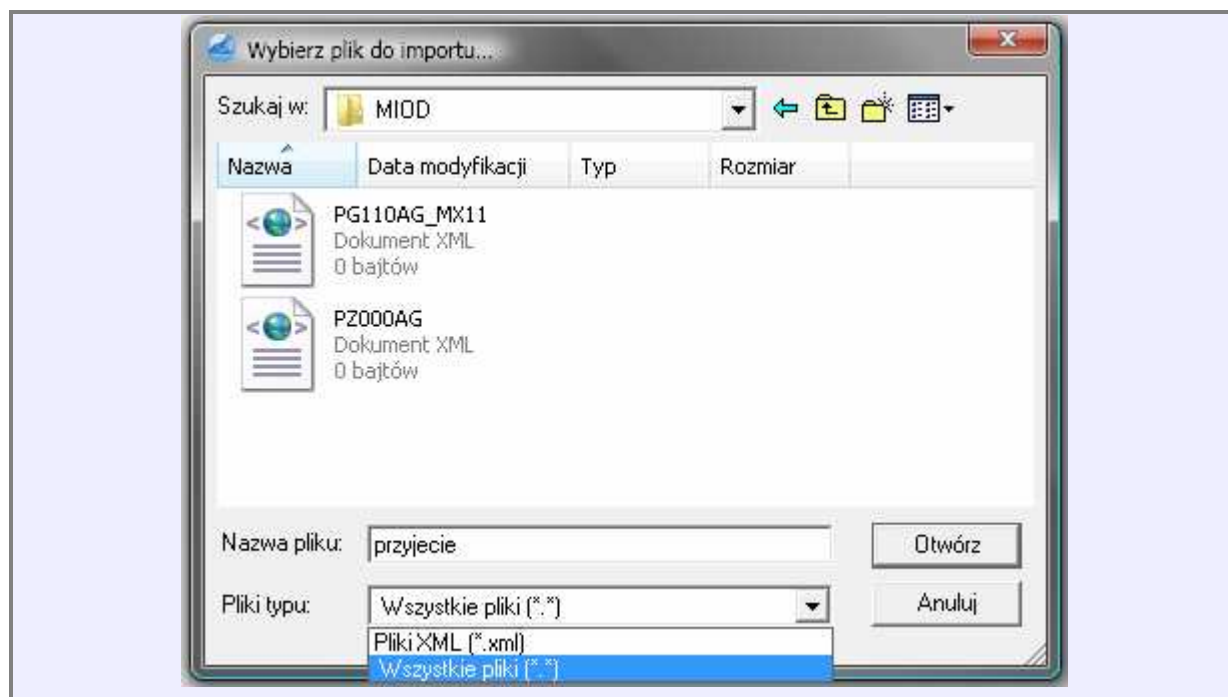 Wybierz plik do importu...
Szukaj w: MIOD
Nazwa Data modyfikacji Typ Rozmiar
PG110AG_MX11
Dokument XML
0 bajtów
PZ000AG
Dokument XML
0 bajtów
Nazwa pliku: przyjecie Otwórz
Pliki typu: Wszystkie pliki (*.*) Anuluj
Pliki XML (*.xml)
Wszystkie pliki (*.*)